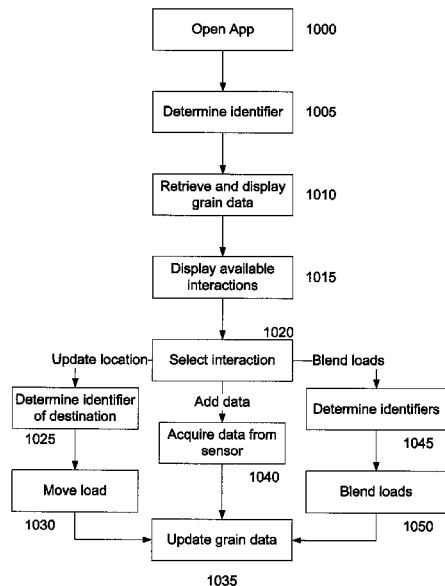 Open App
1000
Determine identifier
1005
Retrieve and display
grain data
1010
Display available
interactions
1015
1020
Update location
Select interaction
Blend loads
Add data
Determine identifier
of destination
1025
Acquire data from
sensor
1040
Determine identifiers
1045
Move load
1030
Blend loads
1050
Update grain data
1035